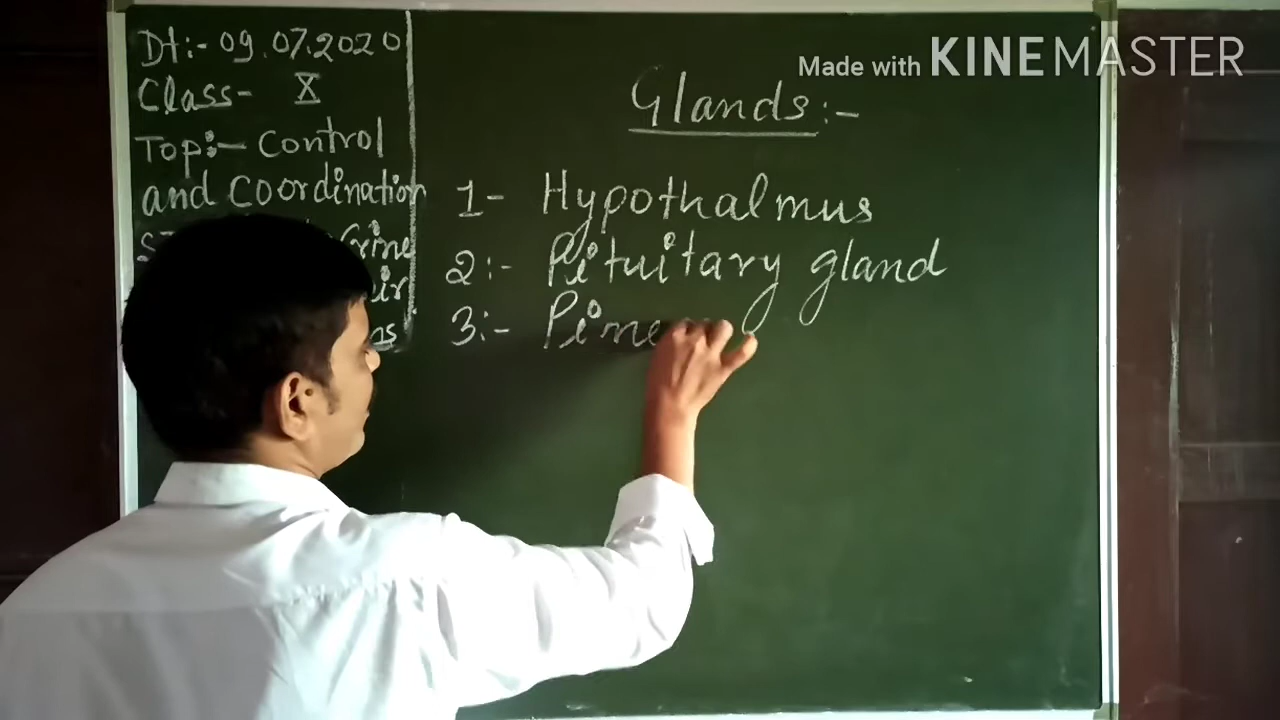 Dt:- 09.07.2020
Class- X
Top:- Control
and Coordination
Made with KINEMASTER
Glands:-
1- Hypothalmus
2:- Pituitary gland
3:- Pine